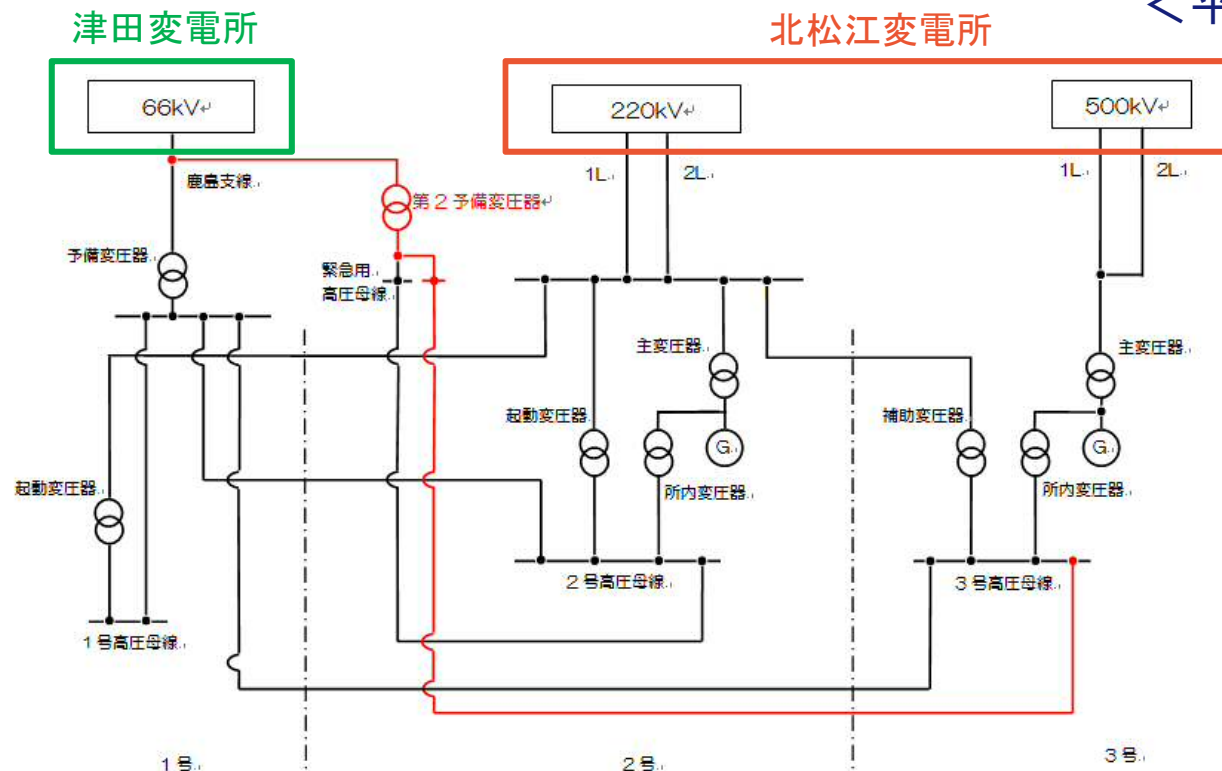 津田変電所
北松江変電所
66kV
220kV
500kV
鹿島支線
1L
2L
1L
2L
第2予備変圧器
予備変圧器
緊急用
高圧母線
主変圧器
主変圧器
起動変圧器
補助変圧器
G
G
起動変圧器
所内変圧器
所内変圧器
2号高圧母線
3号高圧母線
1号高圧母線
1号
2号
3号